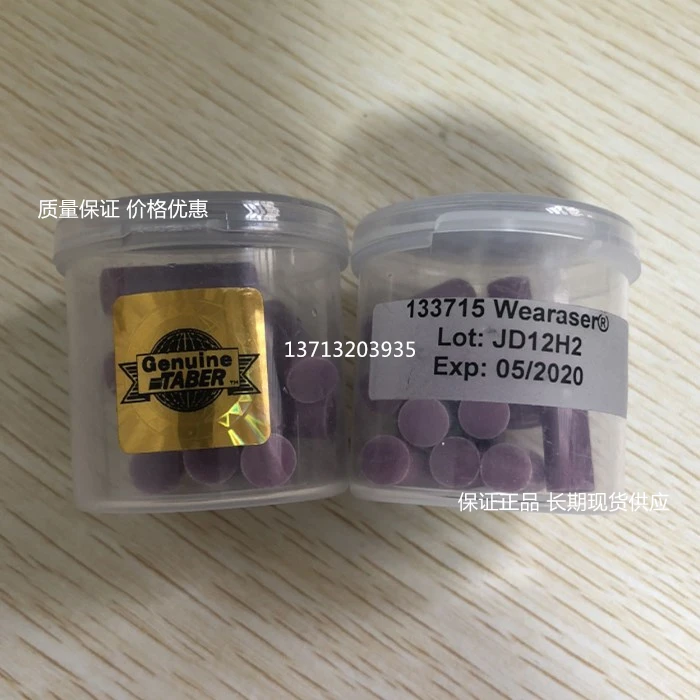 质量保证 价格优惠
Genuine
TABER™
13713203935
133715 Wearaser®
Lot: JD12H2
Exp: 05/2020
保证正品 长期现货供应